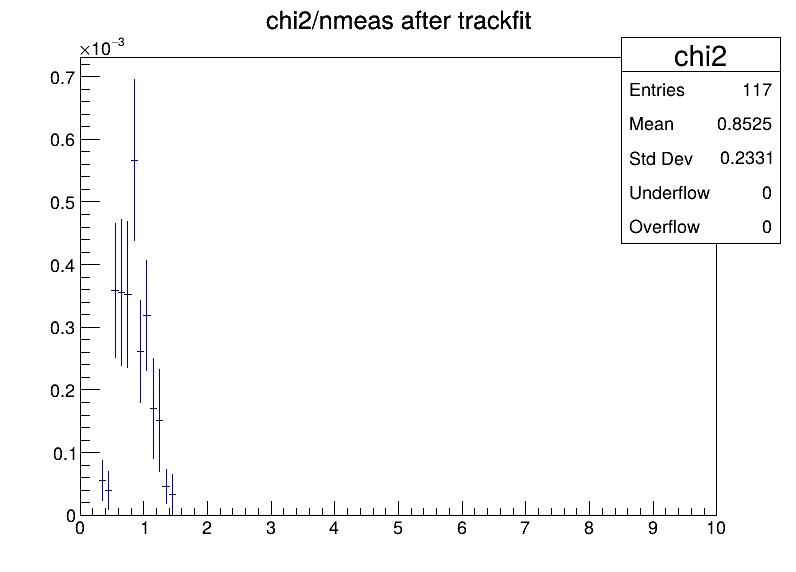 chi2/nmeas after trackfit
×10⁻³
chi2
Entries 117
Mean 0.8525
Std Dev 0.2331
Underflow 0
Overflow 0
0.7
0.6
0.5
0.4
0.3
0.2
0.1
0
0 1 2 3 4 5 6 7 8 9 10